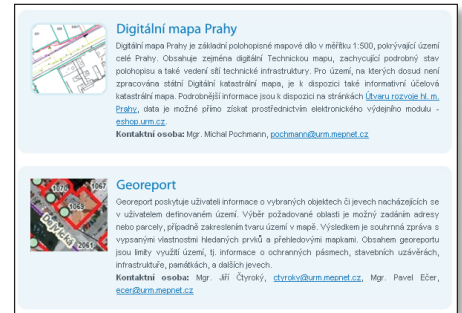 Digitální mapa Prahy
Digitální mapa Prahy je základní polohopisné mapové dílo v měřítku 1:500, pokrývající území
celé Prahy. Obsahuje zejména digitální Technickou mapu, zachycující podrobný stav
polohopisu a také vedení sítí technické infrastruktury. Pro území, na kterých dosud není
zpracována státní Digitální katastrální mapa, je k dispozici také informativní účelová
katastrální mapa. Podrobnější informace jsou k dispozici na stránkách Útvaru rozvoje hl. m.
Prahy, data je možné přímo získat prostřednictvím elektronického výdejního modulu -
eshop.urm.cz.
Kontaktní osoba: Mgr. Michal Pochmann, pochmann@urm.mepnet.cz
Georeport
Georeport poskytuje uživateli informace o vybraných objektech či jevech nacházejících se
v uživatelem definovaném území. Výběr požadované oblasti je možný zadáním adresy
nebo parcely, případně zakreslením tvaru území v mapě. Výsledkem je souhrnná zpráva s
vypsanými vlastnostmi hledaných prvků a přehledovými mapkami. Obsahem georeportu
jsou limity využití území, tj. informace o ochranných pásmech, stavebních uzávěrách,
infrastruktuře, památkách, a dalších jevech.
Kontaktní osoba: Mgr. Jiří Čtyroký, ctyroky@urm.mepnet.cz, Mgr. Pavel Ečer,
ecer@urm.mepnet.cz
1070
1067
1069
2061